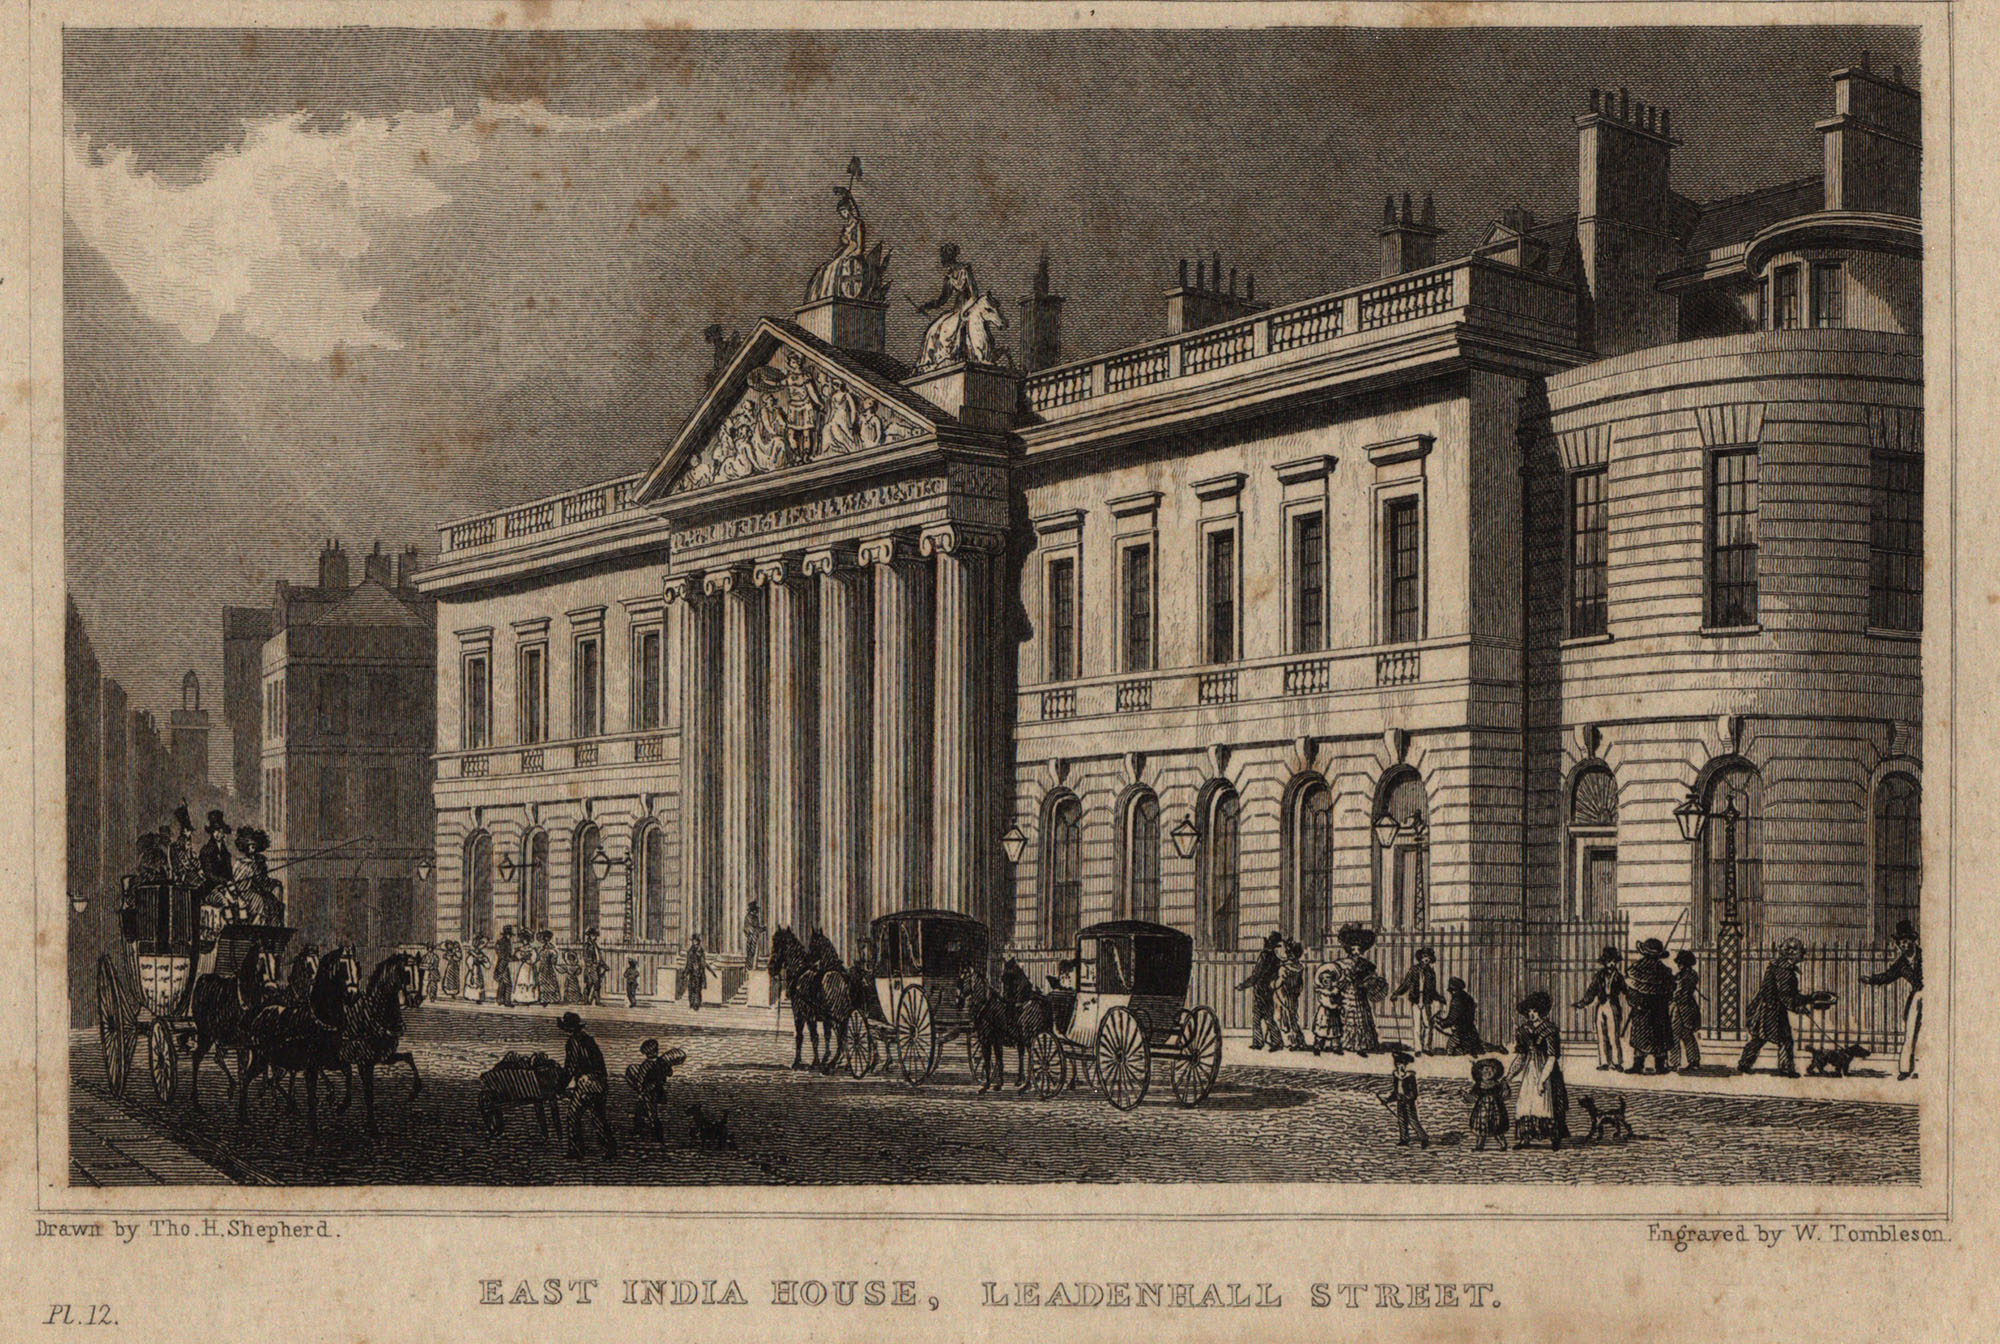 Drawn by Tho. H. Shepherd.
Engraved by W. Tombleson.
EAST INDIA HOUSE, LEADENHALL STREET.
Pl. 12.